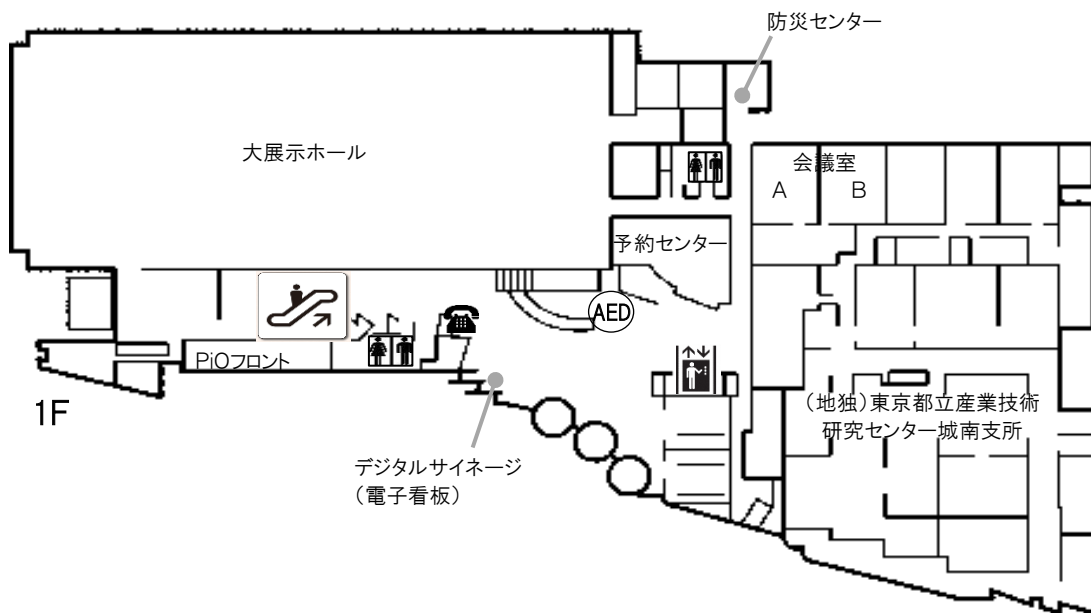 防災センター
大展示ホール
会議室
A B
予約センター
AED
PiOフロント
1F
(地独)東京都立産業技術
研究センター城南支所
デジタルサイネージ
(電子看板)